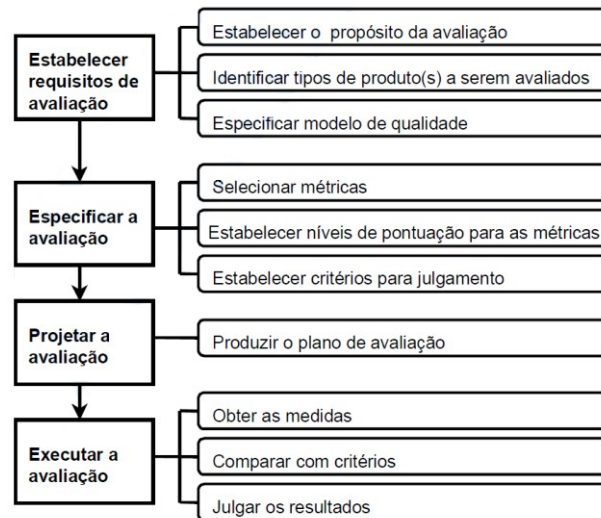 Estabelecer
requisitos de
avaliação
Estabelecer o propósito da avaliação
Identificar tipos de produto(s) a serem avaliados
Especificar modelo de qualidade
Especificar a
avaliação
Selecionar métricas
Estabelecer níveis de pontuação para as métricas
Estabelecer critérios para julgamento
Projetar a
avaliação
Produzir o plano de avaliação
Executar a
avaliação
Obter as medidas
Comparar com critérios
Julgar os resultados